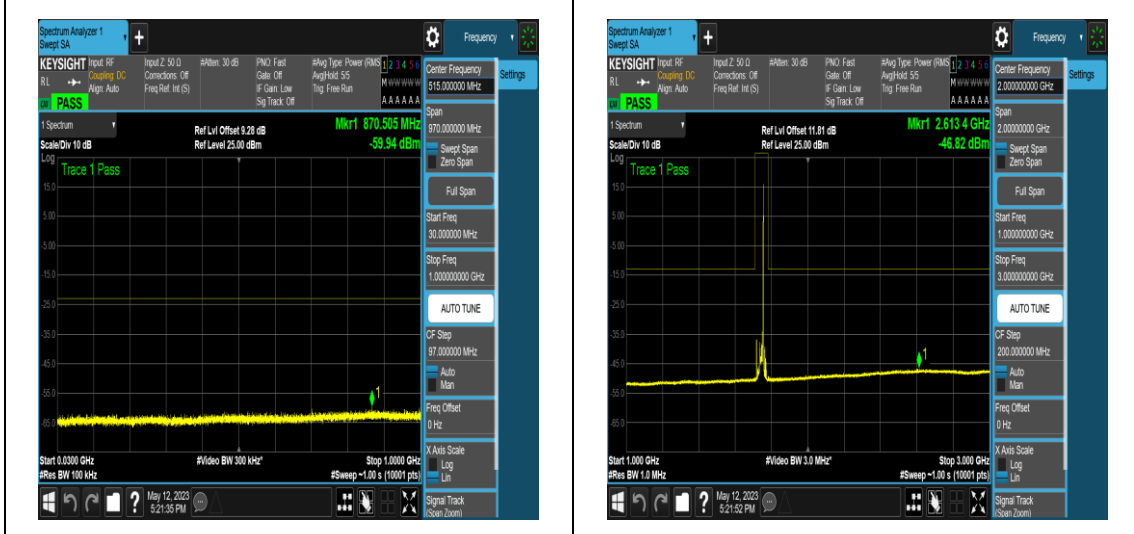 Spectrum Analyzer 1
Swept SA
Frequency
KEYSIGHT
RL
PASS
Input: RF
Coupling: DC
Align: Auto
Input Z: 50 Ω
Corrections: Off
Freq Ref: Int (S)
#Atten: 30 dB
PNO: Fast
Gate: Off
IF Gain: Low
Sig Track: Off
#Avg Type: Power (RMS
Avg|Hold: 5/5
Trig: Free Run
1 2 3 4 5 6
M W W W W W
A A A A A A
Center Frequency
515.000000 MHz
Settings
1 Spectrum
Scale/Div 10 dB
Ref Lvl Offset 9.28 dB
Ref Level 25.00 dBm
Mkr1 870.505 MHz
-59.94 dBm
Span
970.000000 MHz
Swept Span
Zero Span
Full Span
Start Freq
30.000000 MHz
Stop Freq
1.000000000 GHz
AUTO TUNE
CF Step
97.000000 MHz
Auto
Man
Freq Offset
0 Hz
X Axis Scale
Log
Lin
Signal Track
(Span Zoom)
Log
Trace 1 Pass
15.0
5.00
-5.00
-15.0
-25.0
-35.0
-45.0
-55.0
-65.0
1
Start 0.0300 GHz
#Res BW 100 kHz
#Video BW 300 kHz*
Stop 1.0000 GHz
#Sweep ~1.00 s (10001 pts)
May 12, 2023
5:21:35 PM
Spectrum Analyzer 1
Swept SA
Frequency
KEYSIGHT
RL
PASS
Input: RF
Coupling: DC
Align: Auto
Input Z: 50 Ω
Corrections: Off
Freq Ref: Int (S)
#Atten: 30 dB
PNO: Fast
Gate: Off
IF Gain: Low
Sig Track: Off
#Avg Type: Power (RMS
Avg|Hold: 5/5
Trig: Free Run
1 2 3 4 5 6
M W W W W W
A A A A A A
Center Frequency
2.000000000 GHz
Settings
1 Spectrum
Scale/Div 10 dB
Ref Lvl Offset 11.81 dB
Ref Level 25.00 dBm
Mkr1 2.613 4 GHz
-46.82 dBm
Span
2.00000000 GHz
Swept Span
Zero Span
Full Span
Start Freq
1.000000000 GHz
Stop Freq
3.000000000 GHz
AUTO TUNE
CF Step
200.000000 MHz
Auto
Man
Freq Offset
0 Hz
X Axis Scale
Log
Lin
Signal Track
(Span Zoom)
Log
Trace 1 Pass
15.0
5.00
-5.00
-15.0
-25.0
-35.0
-45.0
-55.0
-65.0
1
Start 1.000 GHz
#Res BW 1.0 MHz
#Video BW 3.0 MHz*
Stop 3.000 GHz
#Sweep ~1.00 s (10001 pts)
May 12, 2023
5:21:52 PM